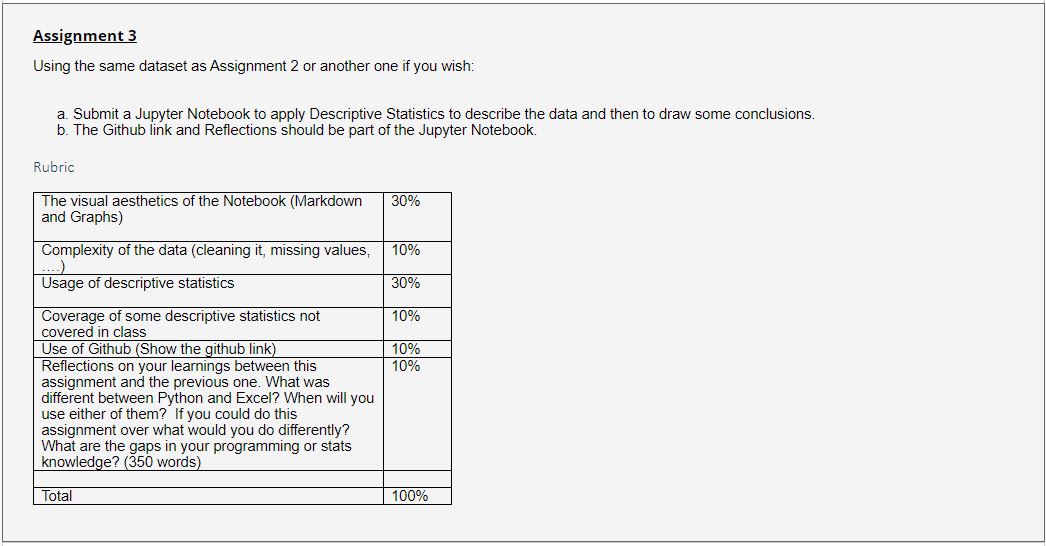 Assignment 3
Using the same dataset as Assignment 2 or another one if you wish:
a. Submit a Jupyter Notebook to apply Descriptive Statistics to describe the data and then to draw some conclusions.
b. The Github link and Reflections should be part of the Jupyter Notebook.
Rubric
The visual aesthetics of the Notebook (Markdown 30%
and Graphs)
Complexity of the data (cleaning it, missing values, 10%
....)
Usage of descriptive statistics 30%
Coverage of some descriptive statistics not 10%
covered in class
Use of Github (Show the github link) 10%
Reflections on your learnings between this 10%
assignment and the previous one. What was
different between Python and Excel? When will you
use either of them?  If you could do this
assignment over what would you do differently?
What are the gaps in your programming or stats
knowledge? (350 words)
Total 100%